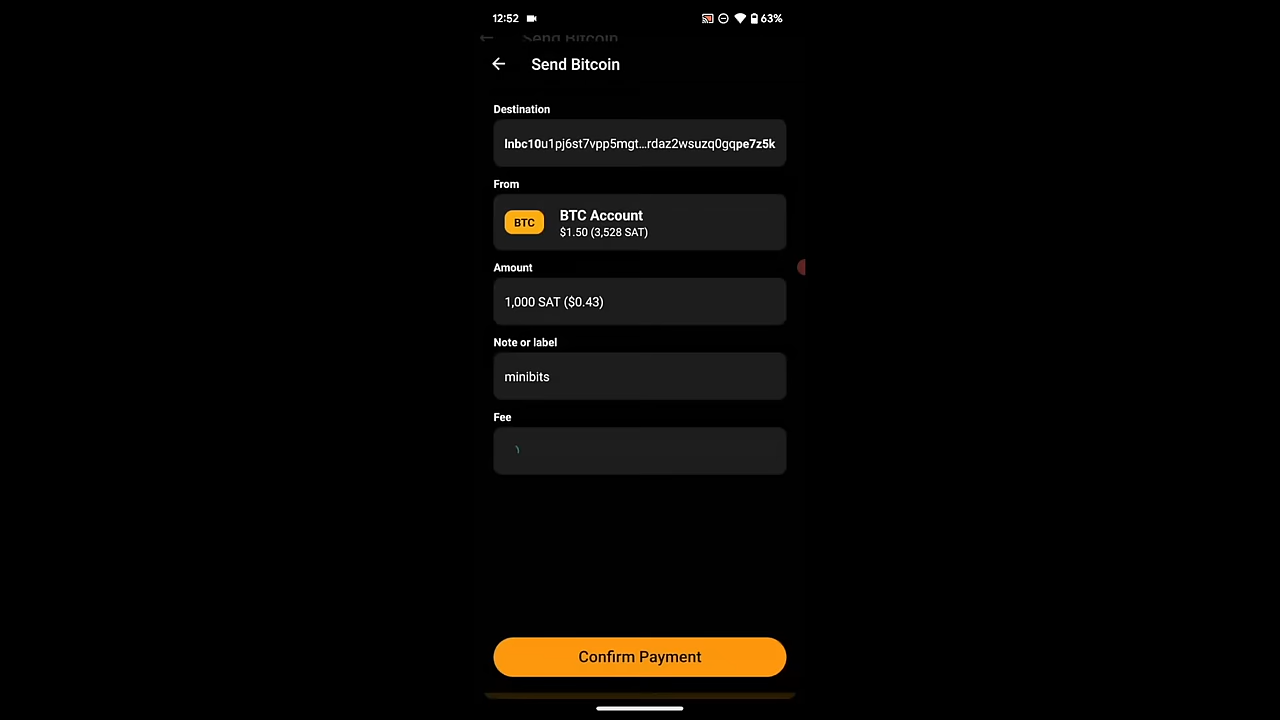 12:52
63%
Send Bitcoin
Send Bitcoin
Destination
lnbc10u1pj6st7vpp5mgt…rdaz2wsuzq0gqpe7z5k
From
BTC
BTC Account
$1.50 (3,528 SAT)
Amount
1,000 SAT ($0.43)
Note or label
minibits
Fee
Confirm Payment